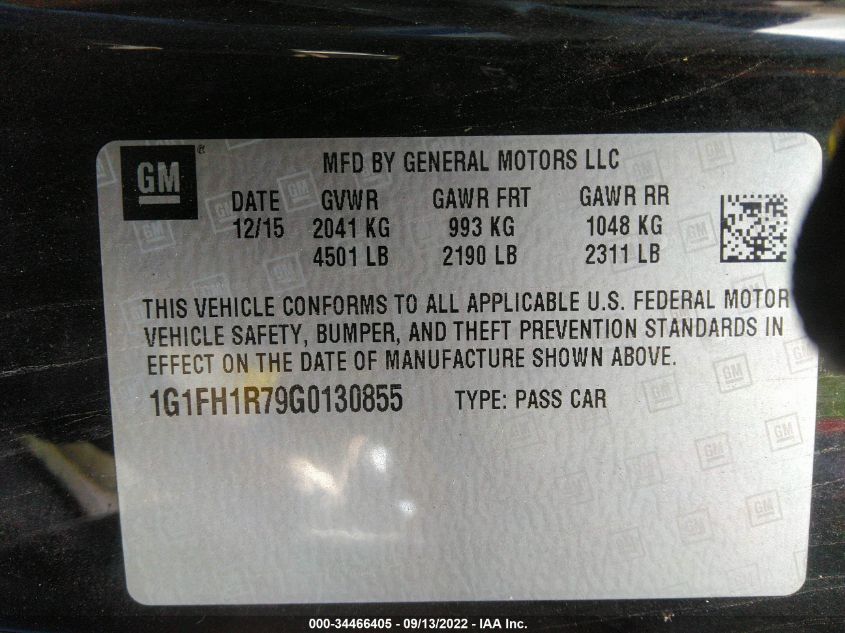 GM ®
MFD BY GENERAL MOTORS LLC
DATE GVWR GAWR FRT GAWR RR
12/15 2041 KG 993 KG 1048 KG
4501 LB 2190 LB 2311 LB
THIS VEHICLE CONFORMS TO ALL APPLICABLE U.S. FEDERAL MOTOR
VEHICLE SAFETY, BUMPER, AND THEFT PREVENTION STANDARDS IN
EFFECT ON THE DATE OF MANUFACTURE SHOWN ABOVE.
1G1FH1R79G0130855 TYPE: PASS CAR
000-34466405 - 09/13/2022 - IAA Inc.